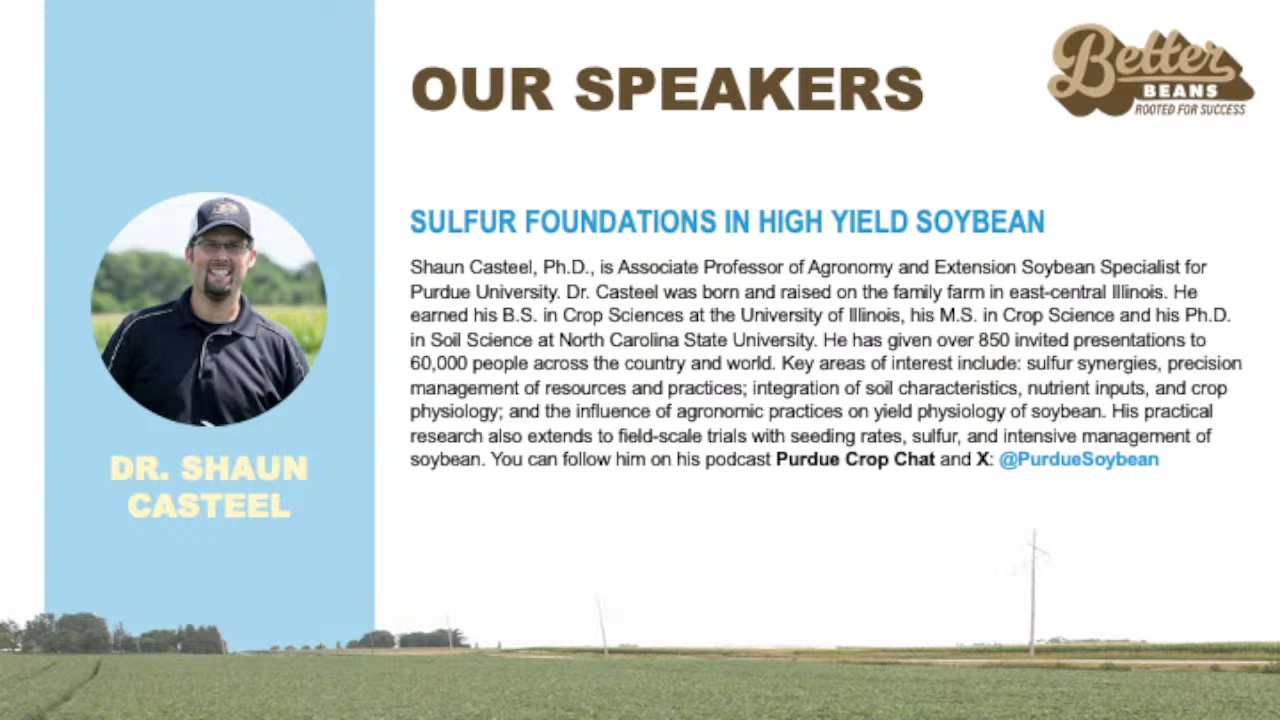 OUR SPEAKERS
Better
BEANS
ROOTED FOR SUCCESS
SULFUR FOUNDATIONS IN HIGH YIELD SOYBEAN
Shaun Casteel, Ph.D., is Associate Professor of Agronomy and Extension Soybean Specialist for
Purdue University. Dr. Casteel was born and raised on the family farm in east-central Illinois. He
earned his B.S. in Crop Sciences at the University of Illinois, his M.S. in Crop Science and his Ph.D.
in Soil Science at North Carolina State University. He has given over 850 invited presentations to
60,000 people across the country and world. Key areas of interest include: sulfur synergies, precision
management of resources and practices; integration of soil characteristics, nutrient inputs, and crop
physiology; and the influence of agronomic practices on yield physiology of soybean. His practical
research also extends to field-scale trials with seeding rates, sulfur, and intensive management of
soybean. You can follow him on his podcast Purdue Crop Chat and X: @PurdueSoybean
DR. SHAUN
CASTEEL